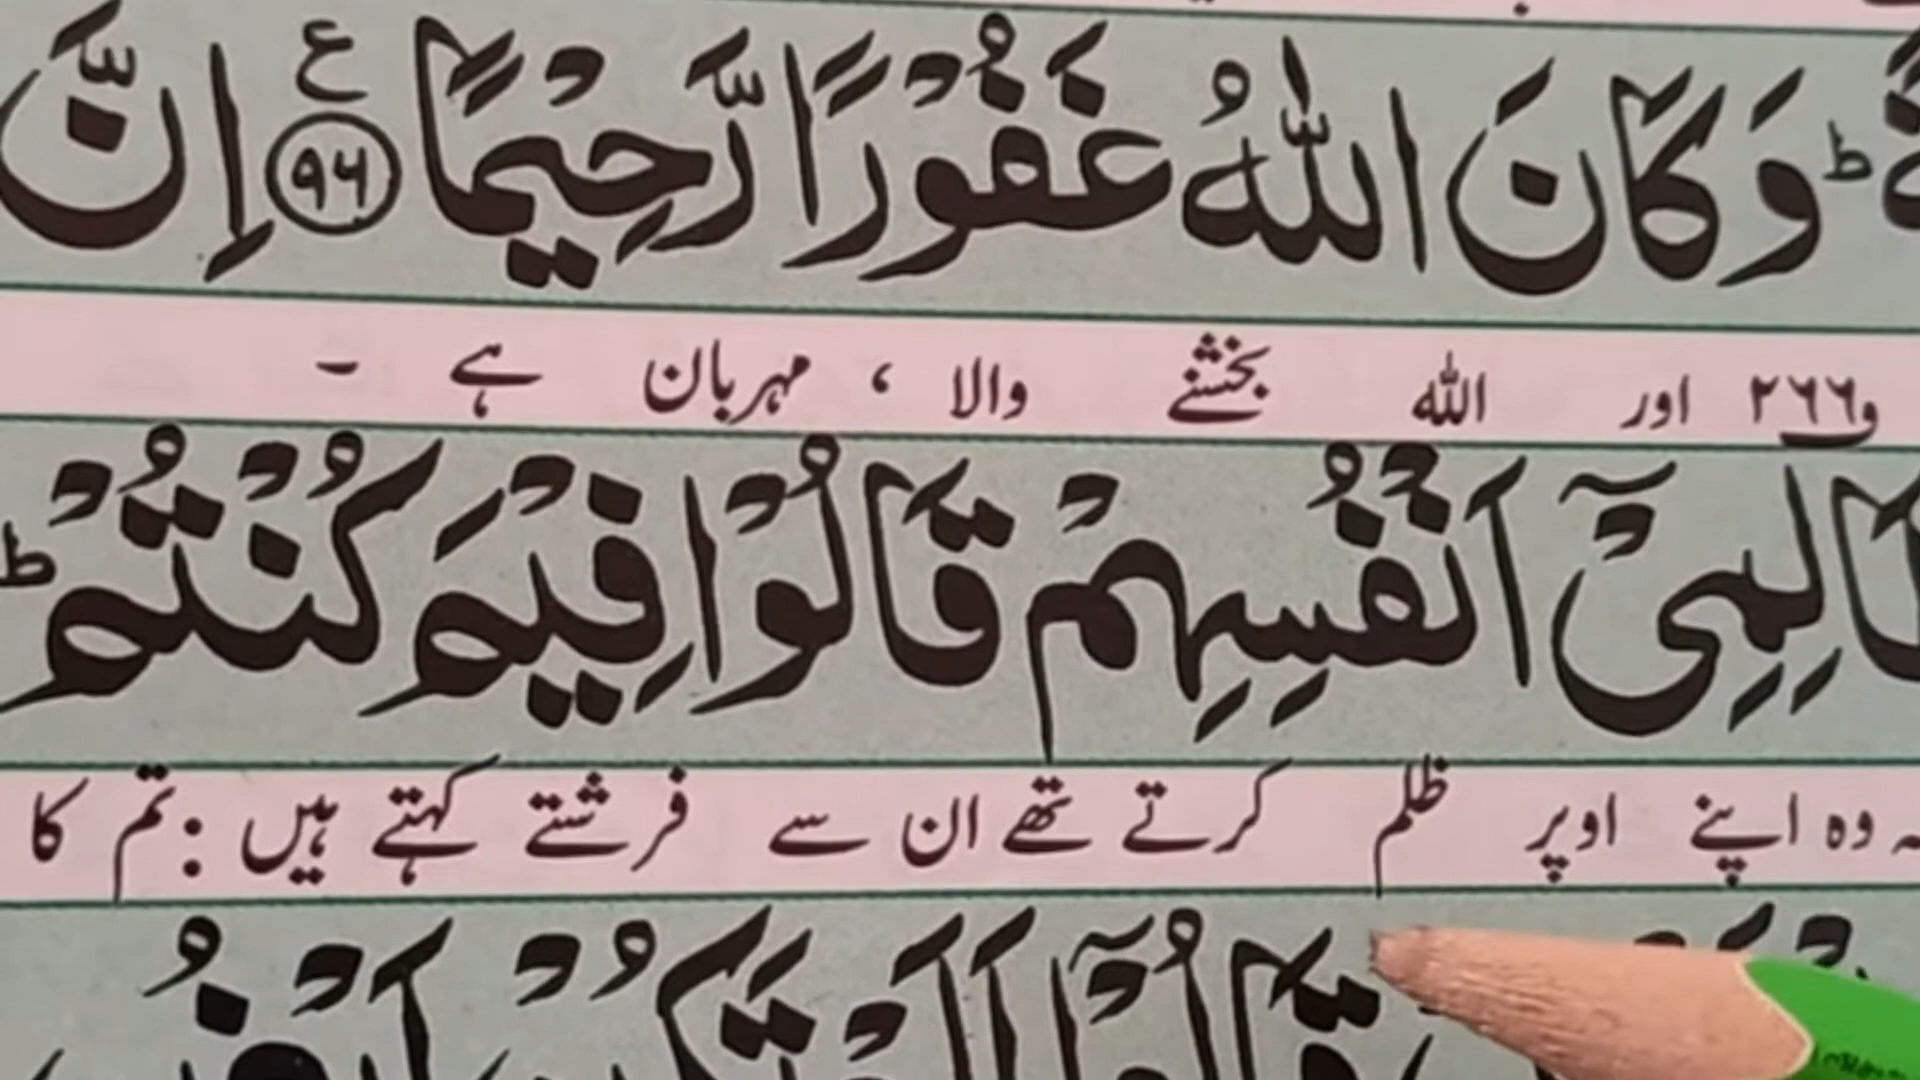 وَكَانَ اللّٰهُ غَفُوْرًا رَّحِيْمًا ع ۹۶ اِنَّ
و۲۶۶ اور اللہ بخشنے والا ، مہربان ہے ۔
اَنْفُسِهِمْ قَالُوْا فِيْمَ كُنْتُمْ ؕ
وہ اپنے اوپر ظلم کرتے تھے ان سے فرشتے کہتے ہیں : تم کا
قَالُوْۤا اَلَمْ تَكُنْ